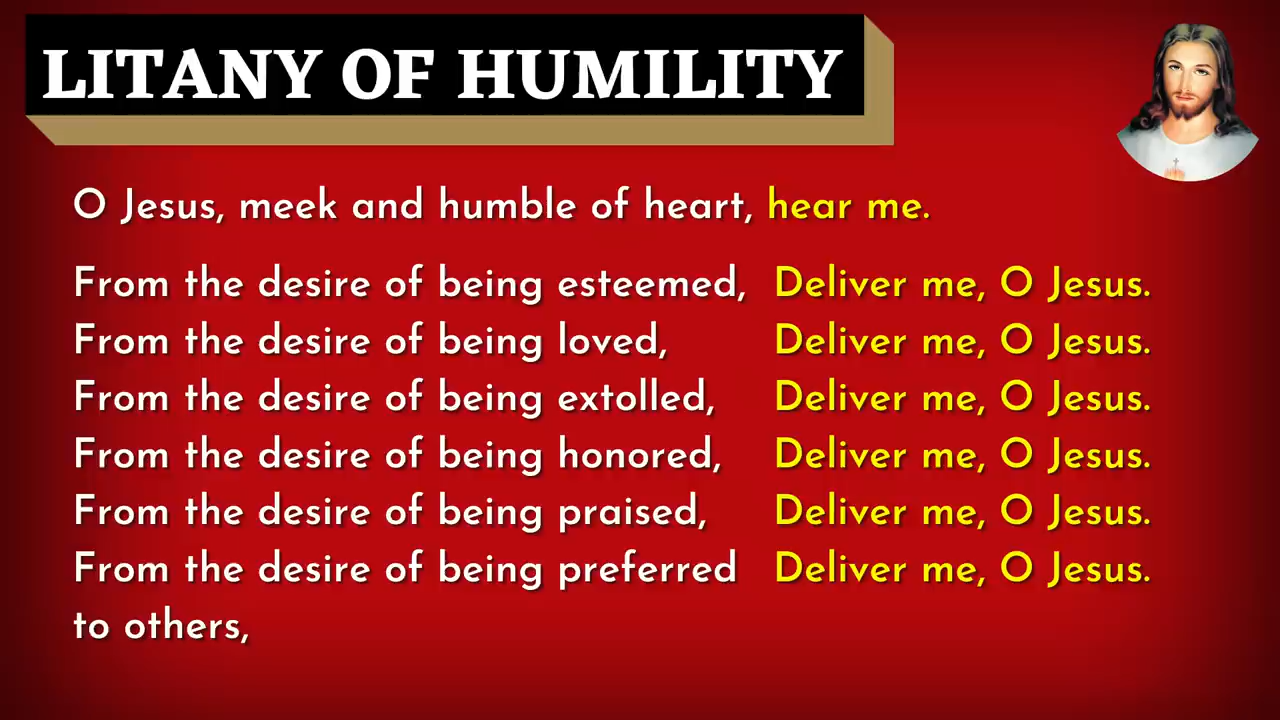 LITANY OF HUMILITY
O Jesus, meek and humble of heart, hear me.
From the desire of being esteemed, Deliver me, O Jesus.
From the desire of being loved, Deliver me, O Jesus.
From the desire of being extolled, Deliver me, O Jesus.
From the desire of being honored, Deliver me, O Jesus.
From the desire of being praised, Deliver me, O Jesus.
From the desire of being preferred Deliver me, O Jesus.
to others,